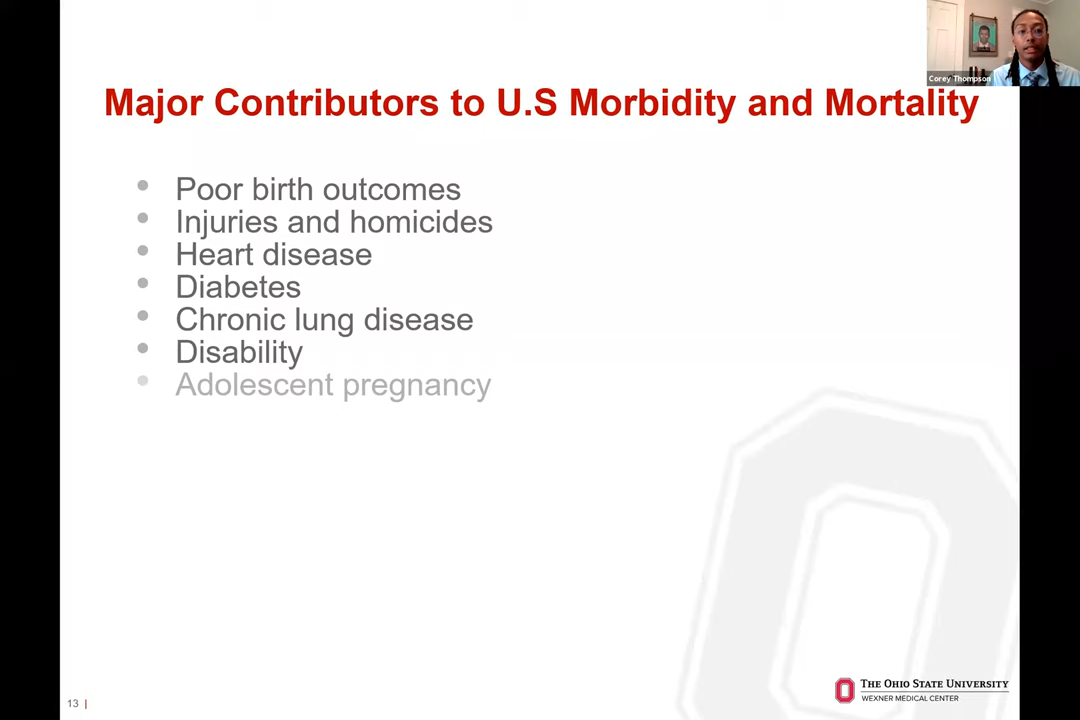 Corey Thompson
Major Contributors to U.S Morbidity and Mortality
• Poor birth outcomes
• Injuries and homicides
• Heart disease
• Diabetes
• Chronic lung disease
• Disability
• Adolescent pregnancy
THE OHIO STATE UNIVERSITY
WEXNER MEDICAL CENTER
13 |